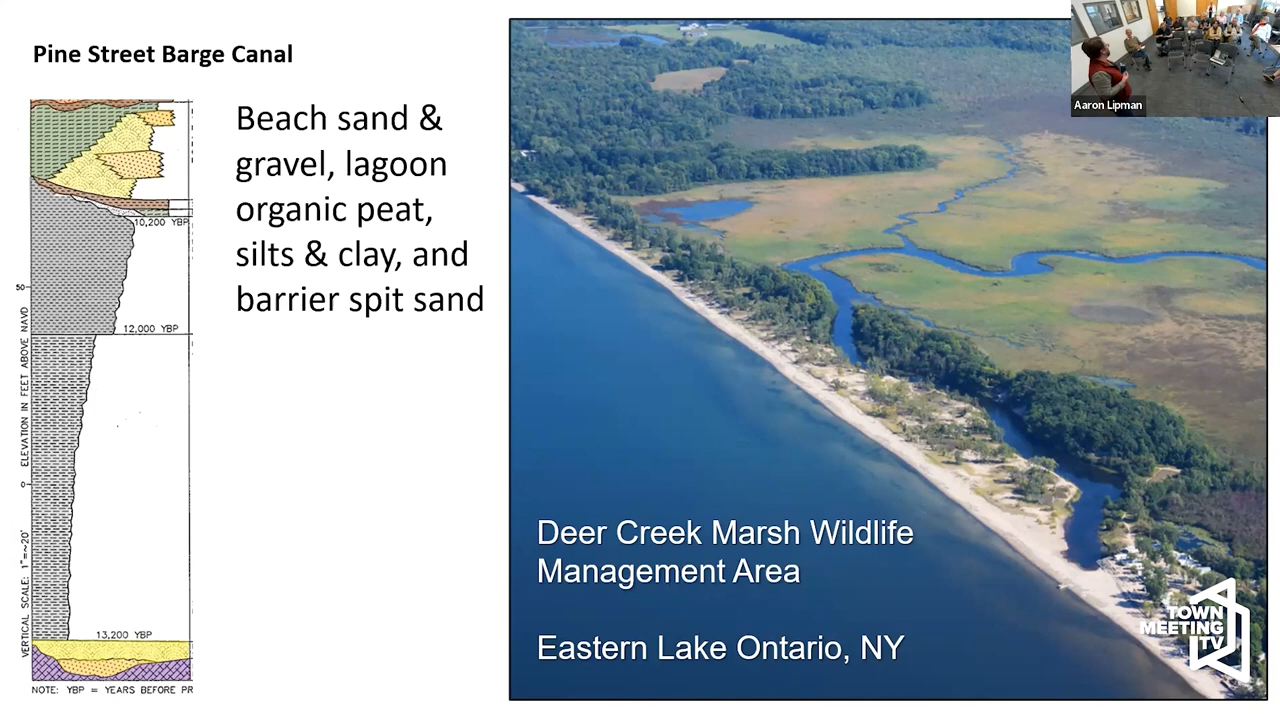 Pine Street Barge Canal
Beach sand &
gravel, lagoon
organic peat,
silts & clay, and
barrier spit sand
10,200 YBP
50
12,000 YBP
0
13,200 YBP
VERTICAL SCALE: 1"=~20' ELEVATION IN FEET ABOVE NAVD
NOTE: YBP = YEARS BEFORE PR
Deer Creek Marsh Wildlife
Management Area
Eastern Lake Ontario, NY
Aaron Lipman
TOWN
MEETING
TV